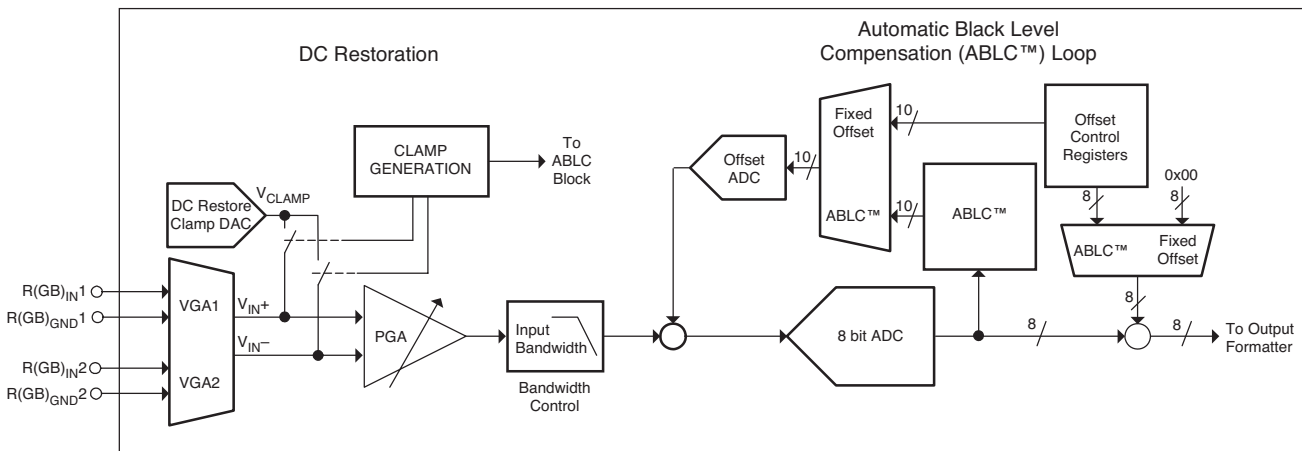 DC Restoration
Automatic Black Level
Compensation (ABLC™) Loop
CLAMP
GENERATION
To
ABLC
Block
DC Restore
Clamp DAC
VCLAMP
Offset
ADC
10
Fixed
Offset
ABLC™
10
10
ABLC™
Offset
Control
Registers
8
0x00
8
ABLC™
Fixed
Offset
8
R(GB)IN1
R(GB)GND1
R(GB)IN2
R(GB)GND2
VGA1
VGA2
VIN+
VIN–
PGA
Input
Bandwidth
Bandwidth
Control
8 bit ADC
8
8
To Output
Formatter